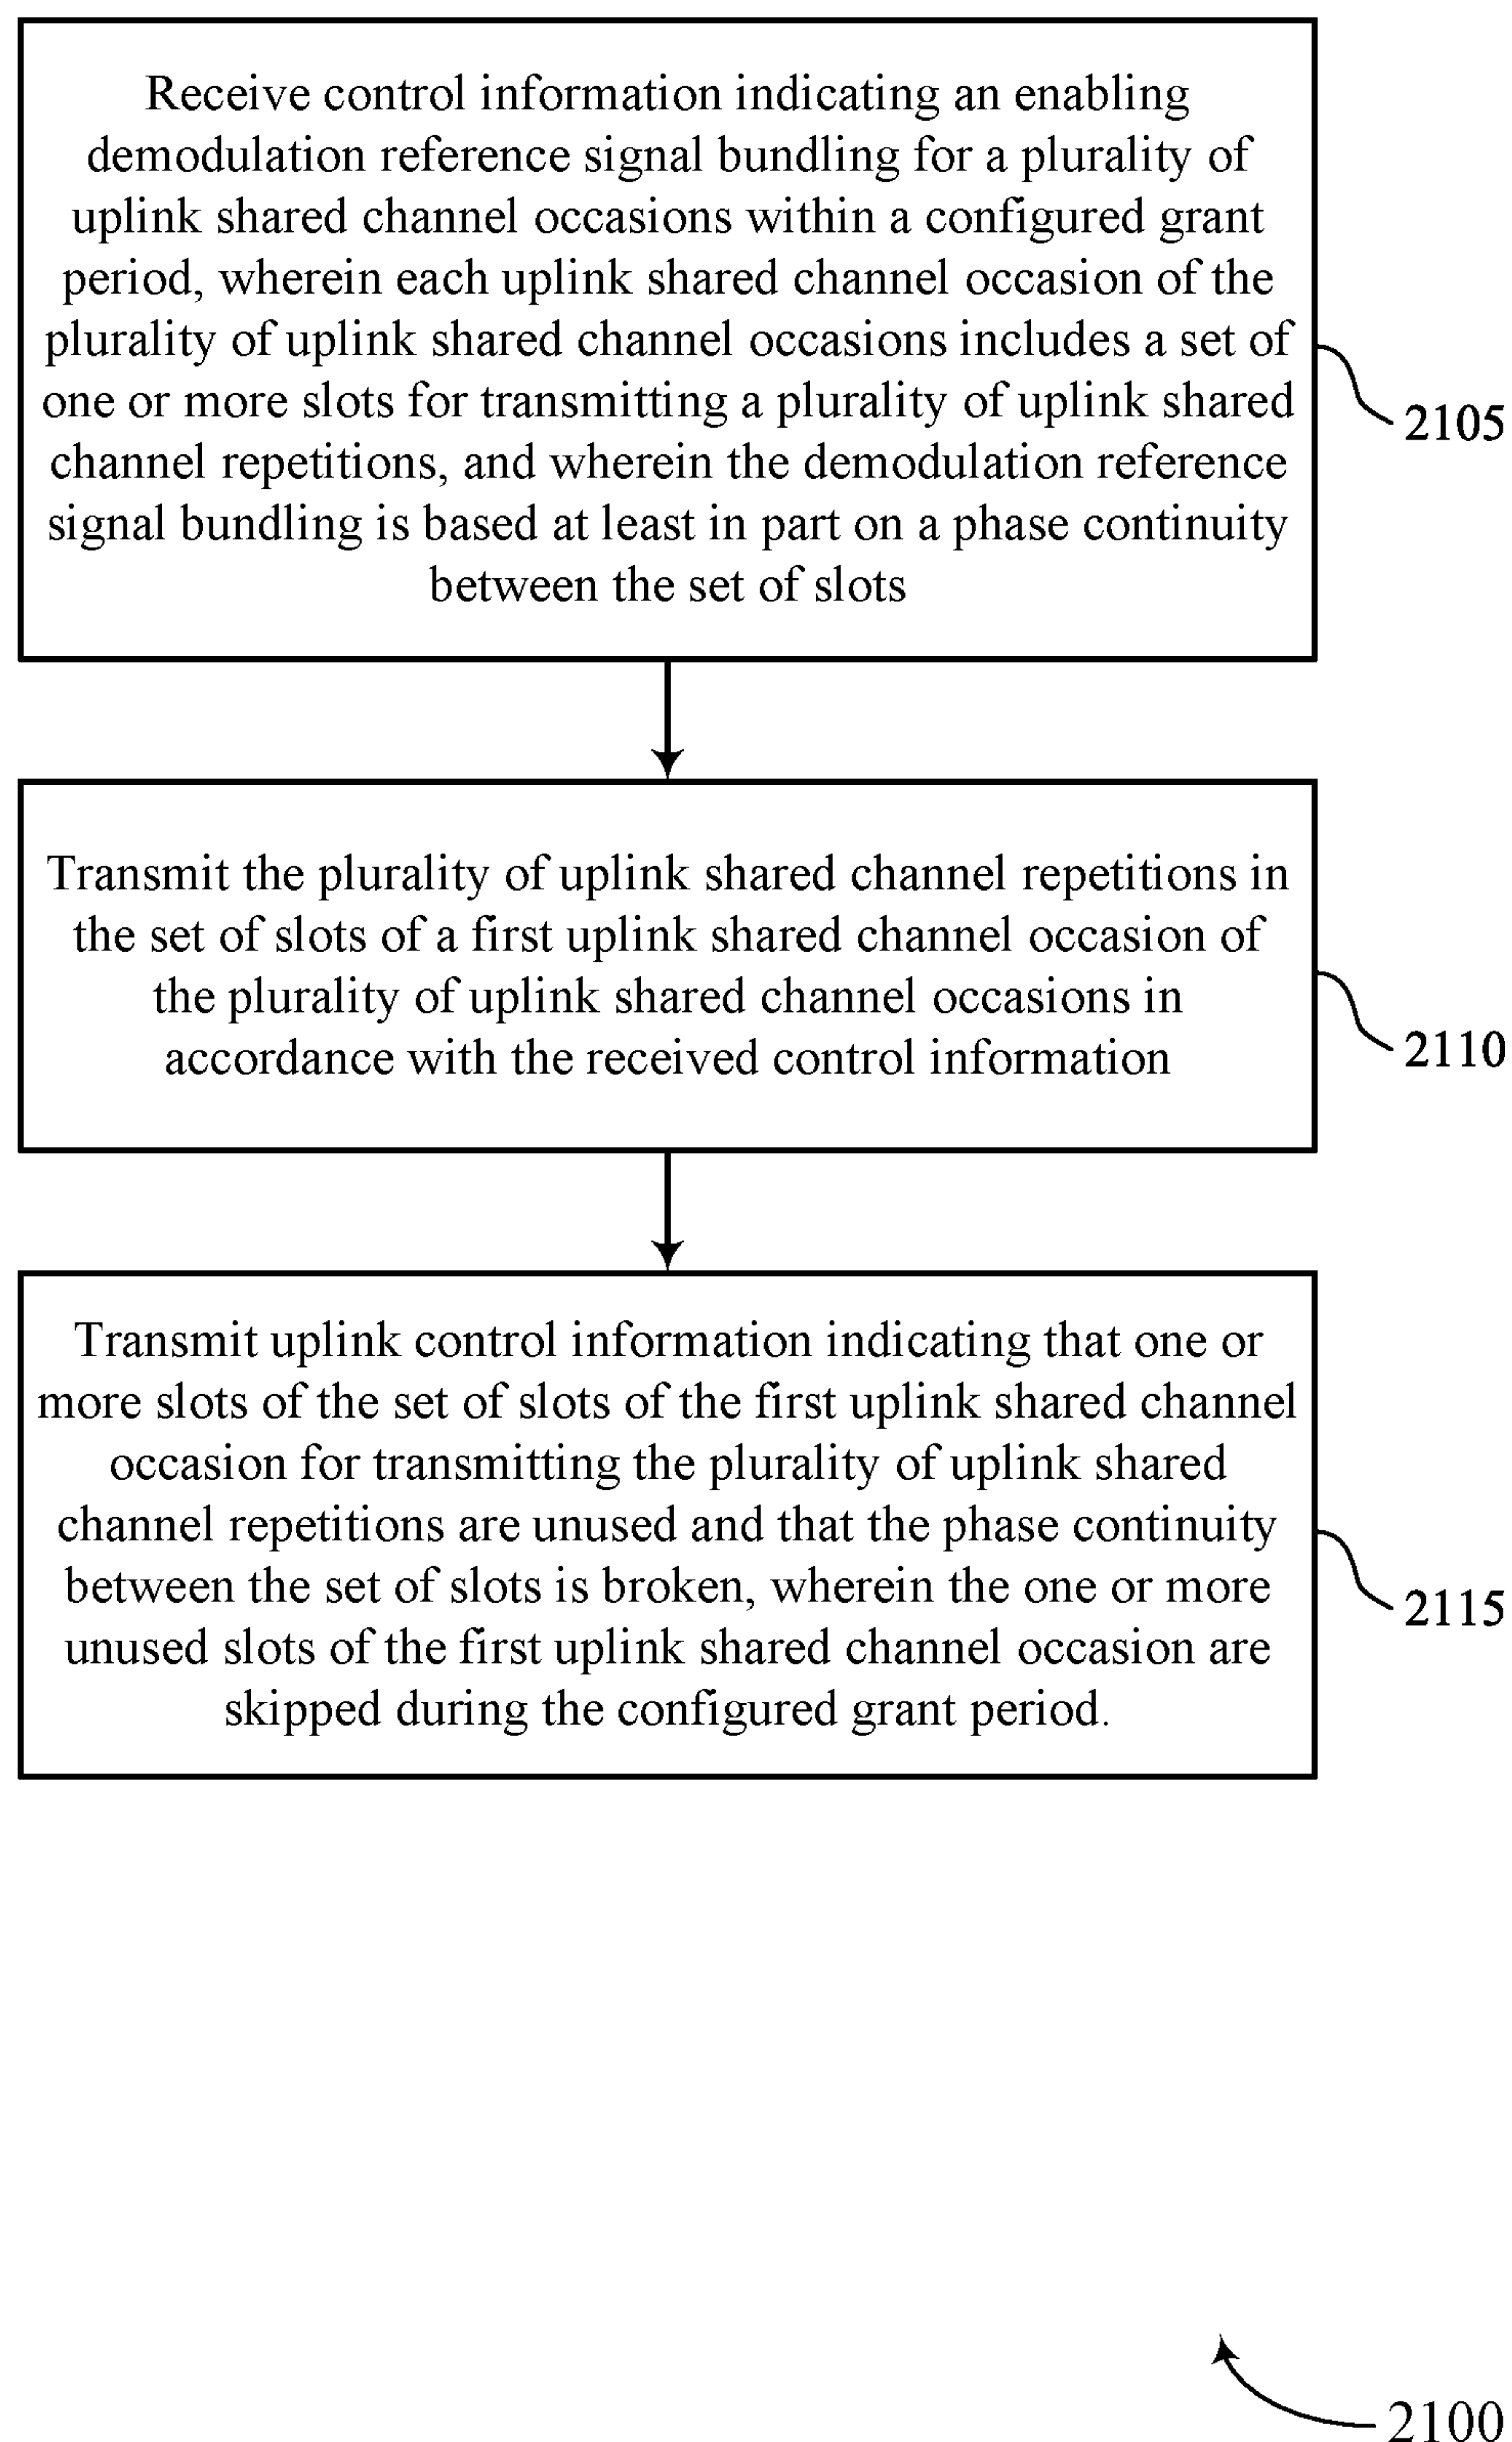 Receive control information indicating an enabling
demodulation reference signal bundling for a plurality of
uplink shared channel occasions within a configured grant
period, wherein each uplink shared channel occasion of the
plurality of uplink shared channel occasions includes a set of
one or more slots for transmitting a plurality of uplink shared
channel repetitions, and wherein the demodulation reference
signal bundling is based at least in part on a phase continuity
between the set of slots
2105
Transmit the plurality of uplink shared channel repetitions in
the set of slots of a first uplink shared channel occasion of
the plurality of uplink shared channel occasions in
accordance with the received control information
2110
Transmit uplink control information indicating that one or
more slots of the set of slots of the first uplink shared channel
occasion for transmitting the plurality of uplink shared
channel repetitions are unused and that the phase continuity
between the set of slots is broken, wherein the one or more
unused slots of the first uplink shared channel occasion are
skipped during the configured grant period.
2115
2100